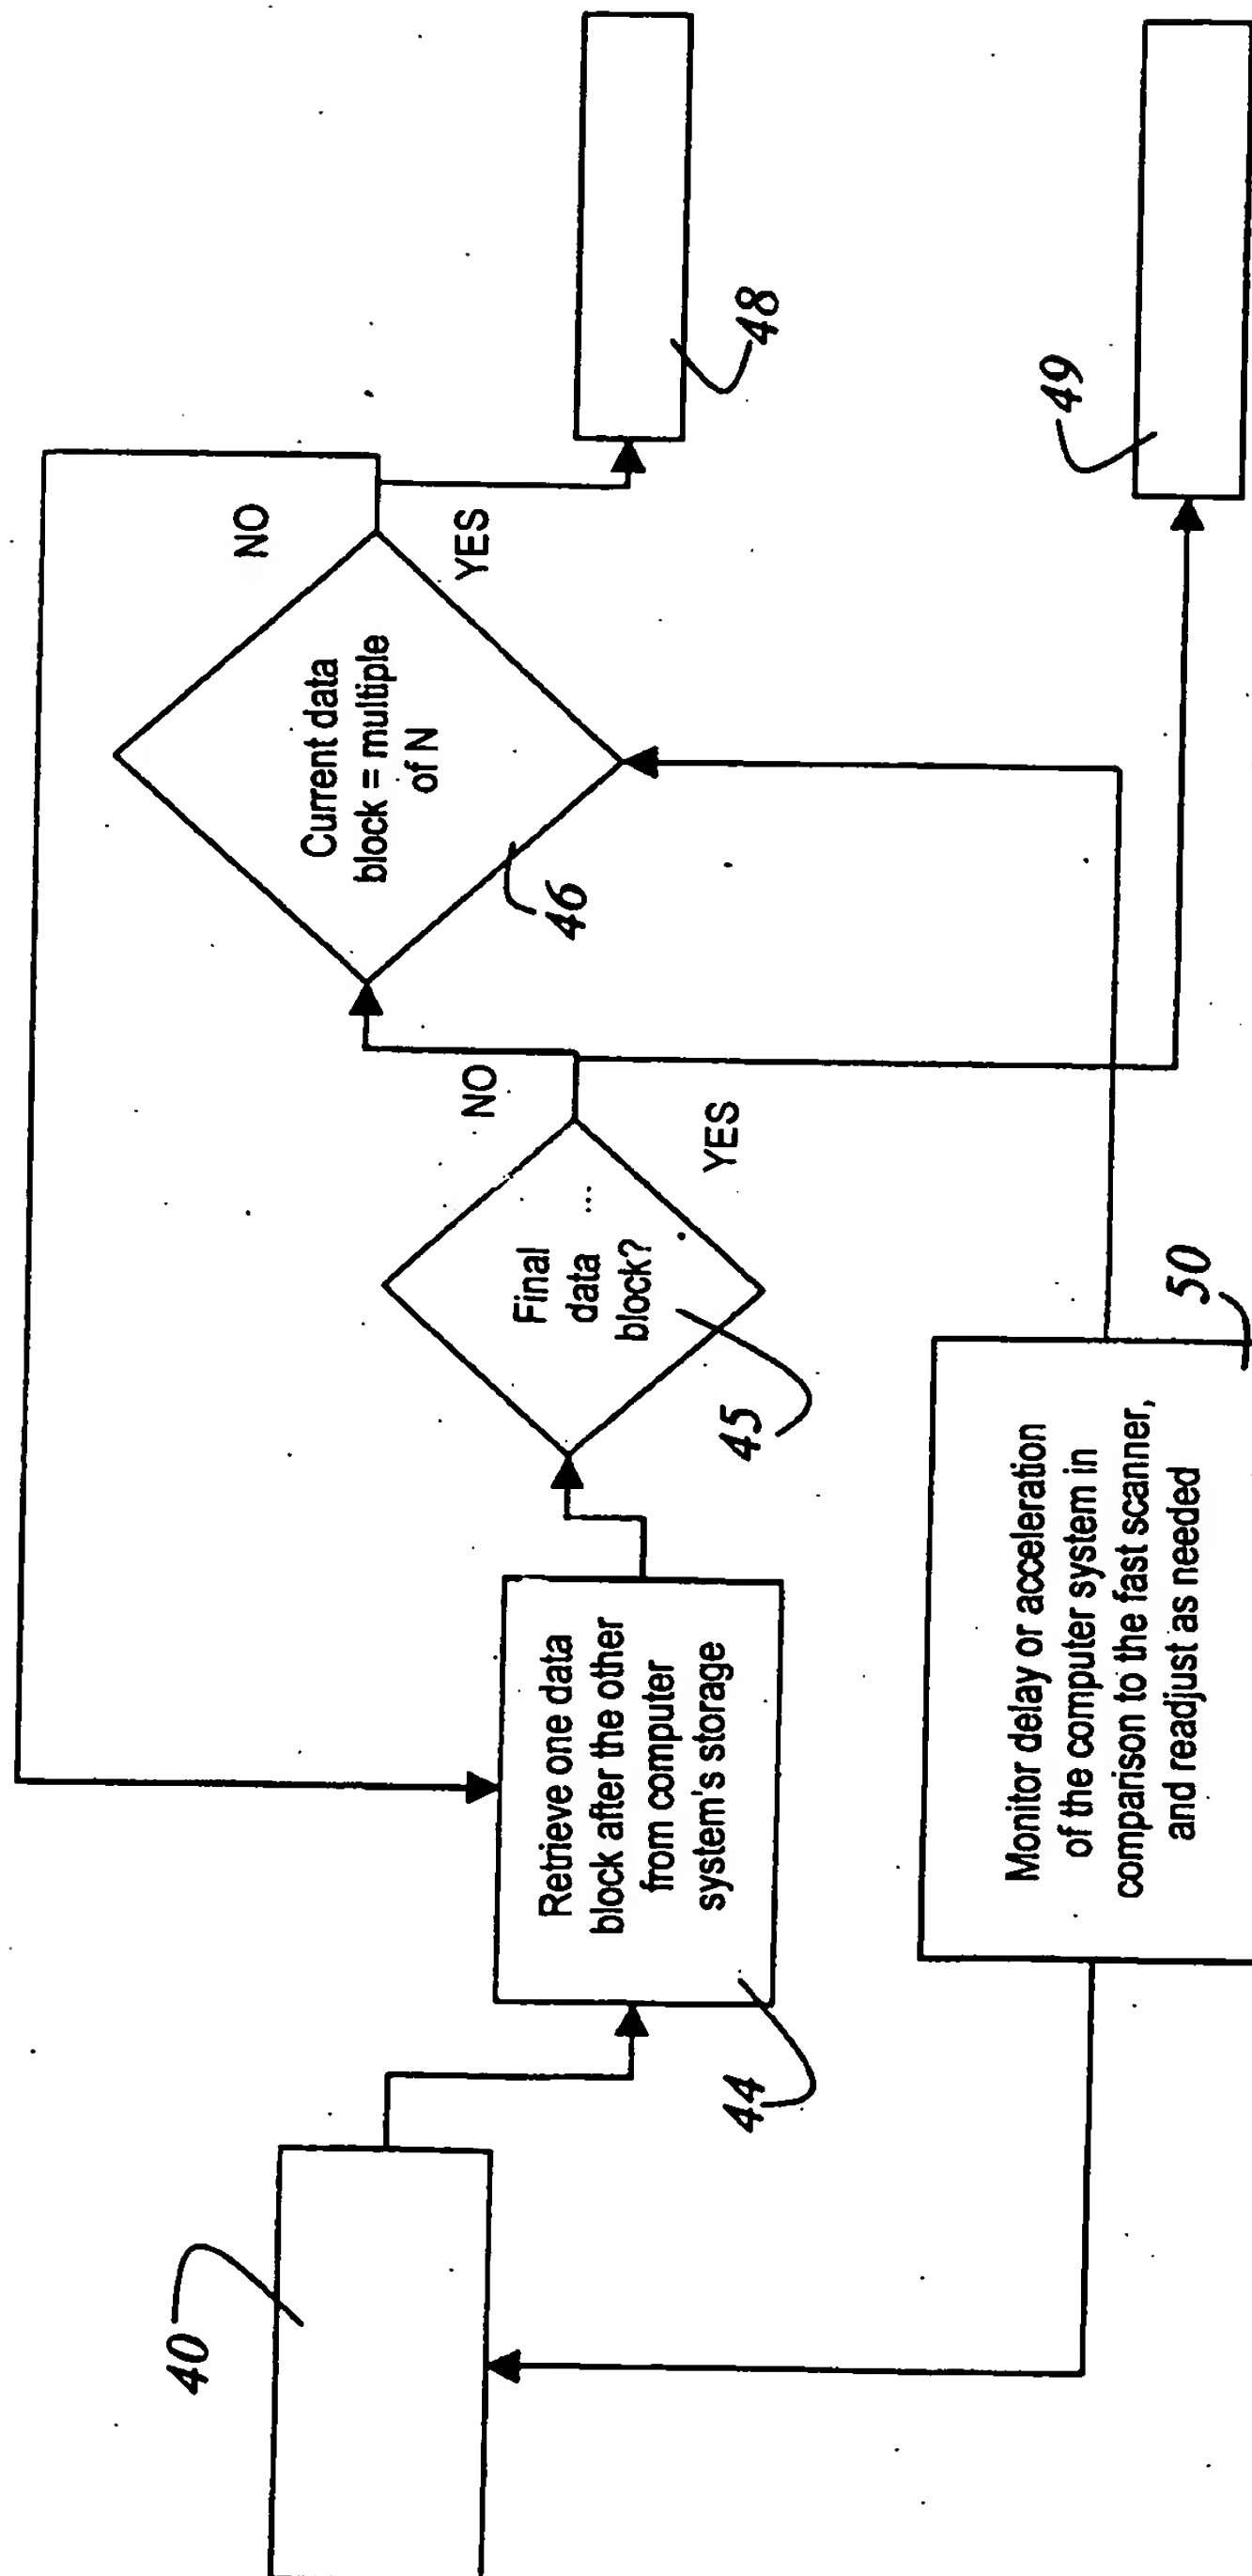 40
Retrieve one data
block after the other
from computer
system's storage
44
Final
data ...
block?
45
NO
YES
Current data
block = multiple
of N
46
NO
YES
48
49
Monitor delay or acceleration
of the computer system in
comparison to the fast scanner,
and readjust as needed
50